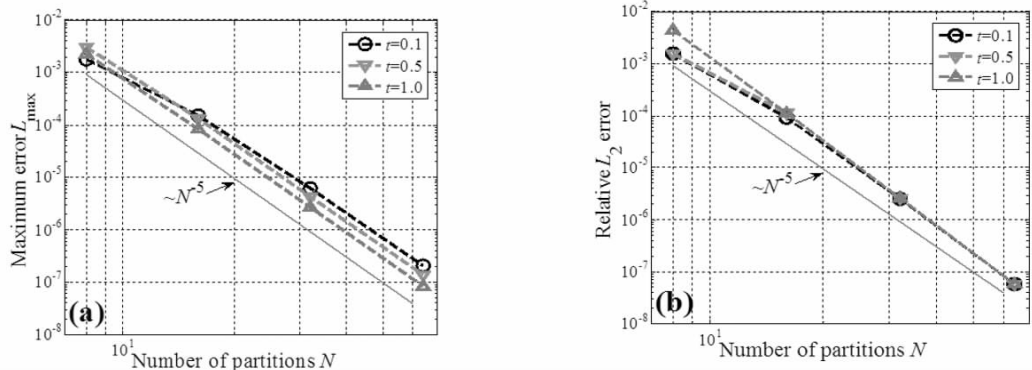 10^-2
10^-3
10^-4
10^-5
10^-6
10^-7
10^-8
Maximum error L_max
t=0.1
t=0.5
t=1.0
~N^-5
(a)
10^1
Number of partitions N
10^-2
10^-3
10^-4
10^-5
10^-6
10^-7
10^-8
Relative L_2 error
t=0.1
t=0.5
t=1.0
~N^-5
(b)
10^1
Number of partitions N